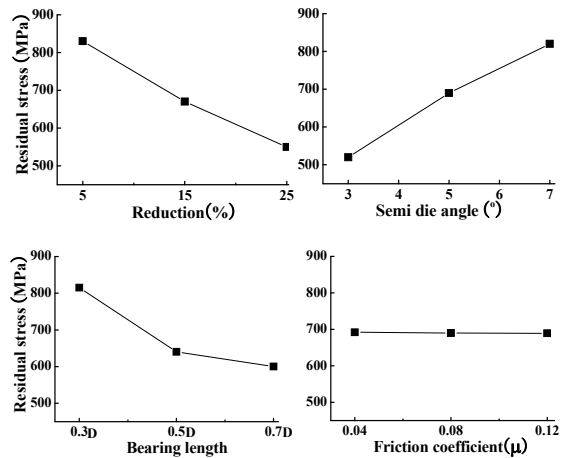 900
800
700
600
500
Residual stress (MPa)
5 15 25
Reduction(%)
900
800
700
600
500
3 4 5 6 7
Semi die angle (°)
900
800
700
600
500
Residual stress (MPa)
0.3D 0.5D 0.7D
Bearing length
900
800
700
600
500
0.04 0.08 0.12
Friction coefficient(μ)